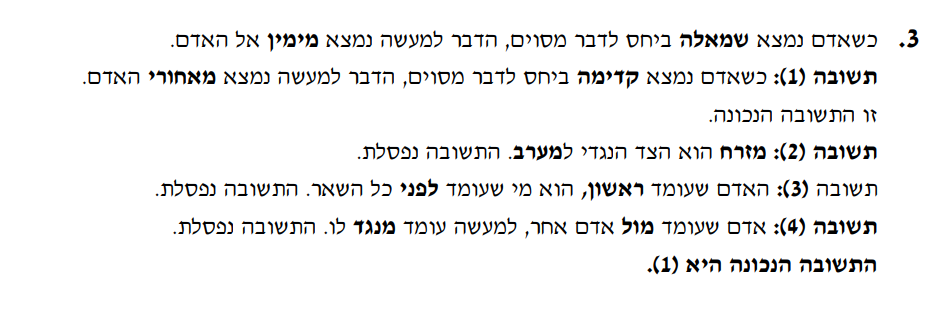 3. כשאדם נמצא שמאלה ביחס לדבר מסוים, הדבר למעשה נמצא מימין אל האדם.
תשובה (1): כשאדם נמצא קדימה ביחס לדבר מסוים, הדבר למעשה נמצא מאחורי האדם.
זו התשובה הנכונה.
תשובה (2): מזרח הוא הצד הנגדי למערב. התשובה נפסלת.
תשובה (3): האדם שעומד ראשון, הוא מי שעומד לפני כל השאר. התשובה נפסלת.
תשובה (4): אדם שעומד מול אדם אחר, למעשה עומד מנגד לו. התשובה נפסלת.
התשובה הנכונה היא (1).